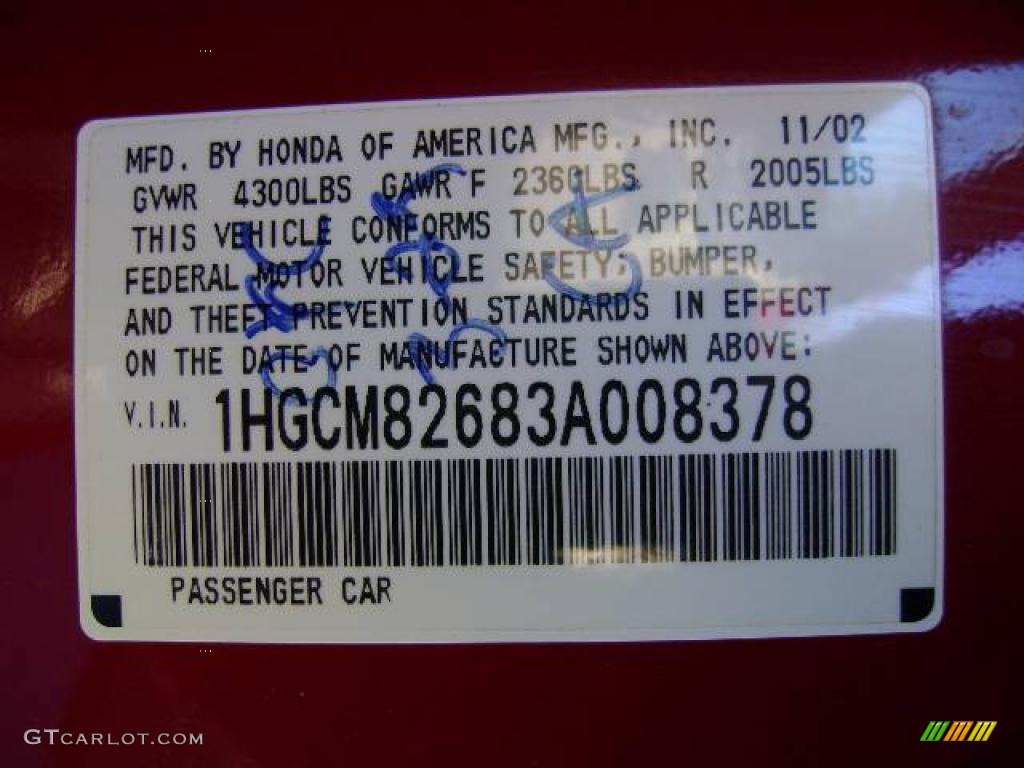 MFD. BY HONDA OF AMERICA MFG., INC. 11/02
GVWR 4300LBS GAWR F 2360LBS R 2005LBS
THIS VEHICLE CONFORMS TO ALL APPLICABLE
FEDERAL MOTOR VEHICLE SAFETY, BUMPER,
AND THEFT PREVENTION STANDARDS IN EFFECT
ON THE DATE OF MANUFACTURE SHOWN ABOVE:
V.I.N. 1HGCM82683A008378
PASSENGER CAR
GTCARLOT.COM